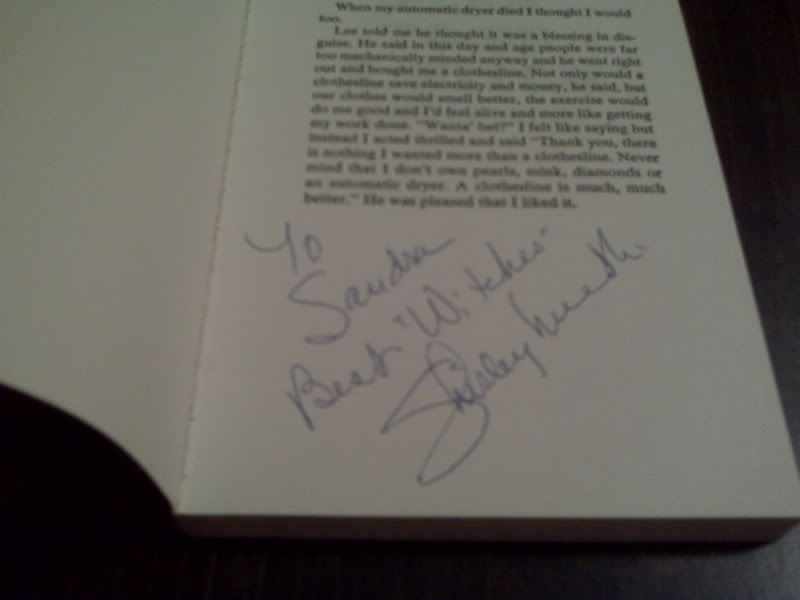 When my automatic dryer died I thought I would
too.
Lee told me he thought it was a blessing in dis-
guise. He said in this day and age people were far
too mechanically minded anyway and he went right
out and bought me a clothesline. Not only would a
clothesline save electricity and money, he said, but
our clothes would smell better, the exercise would
do me good and I'd feel alive and more like getting
my work done. "Wanta' bet?" I felt like saying but
instead I acted thrilled and said "Thank you, there
is nothing I wanted more than a clothesline. Never
mind that I don't own pearls, mink, diamonds or
an automatic dryer. A clothesline is much, much
better." He was pleased that I liked it.
To
Sandra
Best "Witches"
Shirley